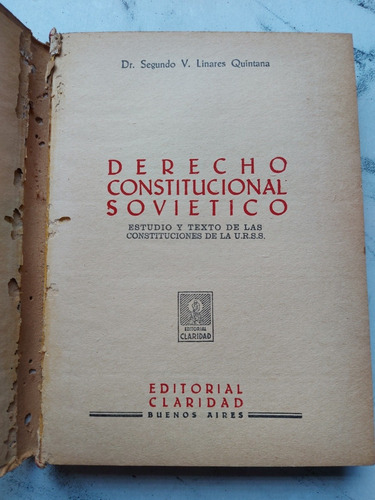 Dr. Segundo V. Linares Quintana
DERECHO
CONSTITUCIONAL
SOVIETICO
ESTUDIO Y TEXTO DE LAS
CONSTITUCIONES DE LA U.R.S.S.
EDITORIAL
CLARIDAD
EDITORIAL
CLARIDAD
BUENOS AIRES